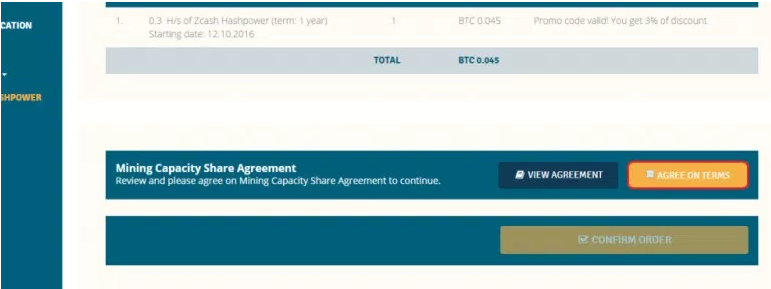 CATION
SHPOWER
1. 0.3 H/s of Zcash Hashpower (term: 1 year) 1 BTC 0.045 Promo code valid! You get 3% of discount
Starting date: 12.10.2016
TOTAL BTC 0.045
Mining Capacity Share Agreement
Review and please agree on Mining Capacity Share Agreement to continue.
VIEW AGREEMENT
AGREE ON TERMS
CONFIRM ORDER